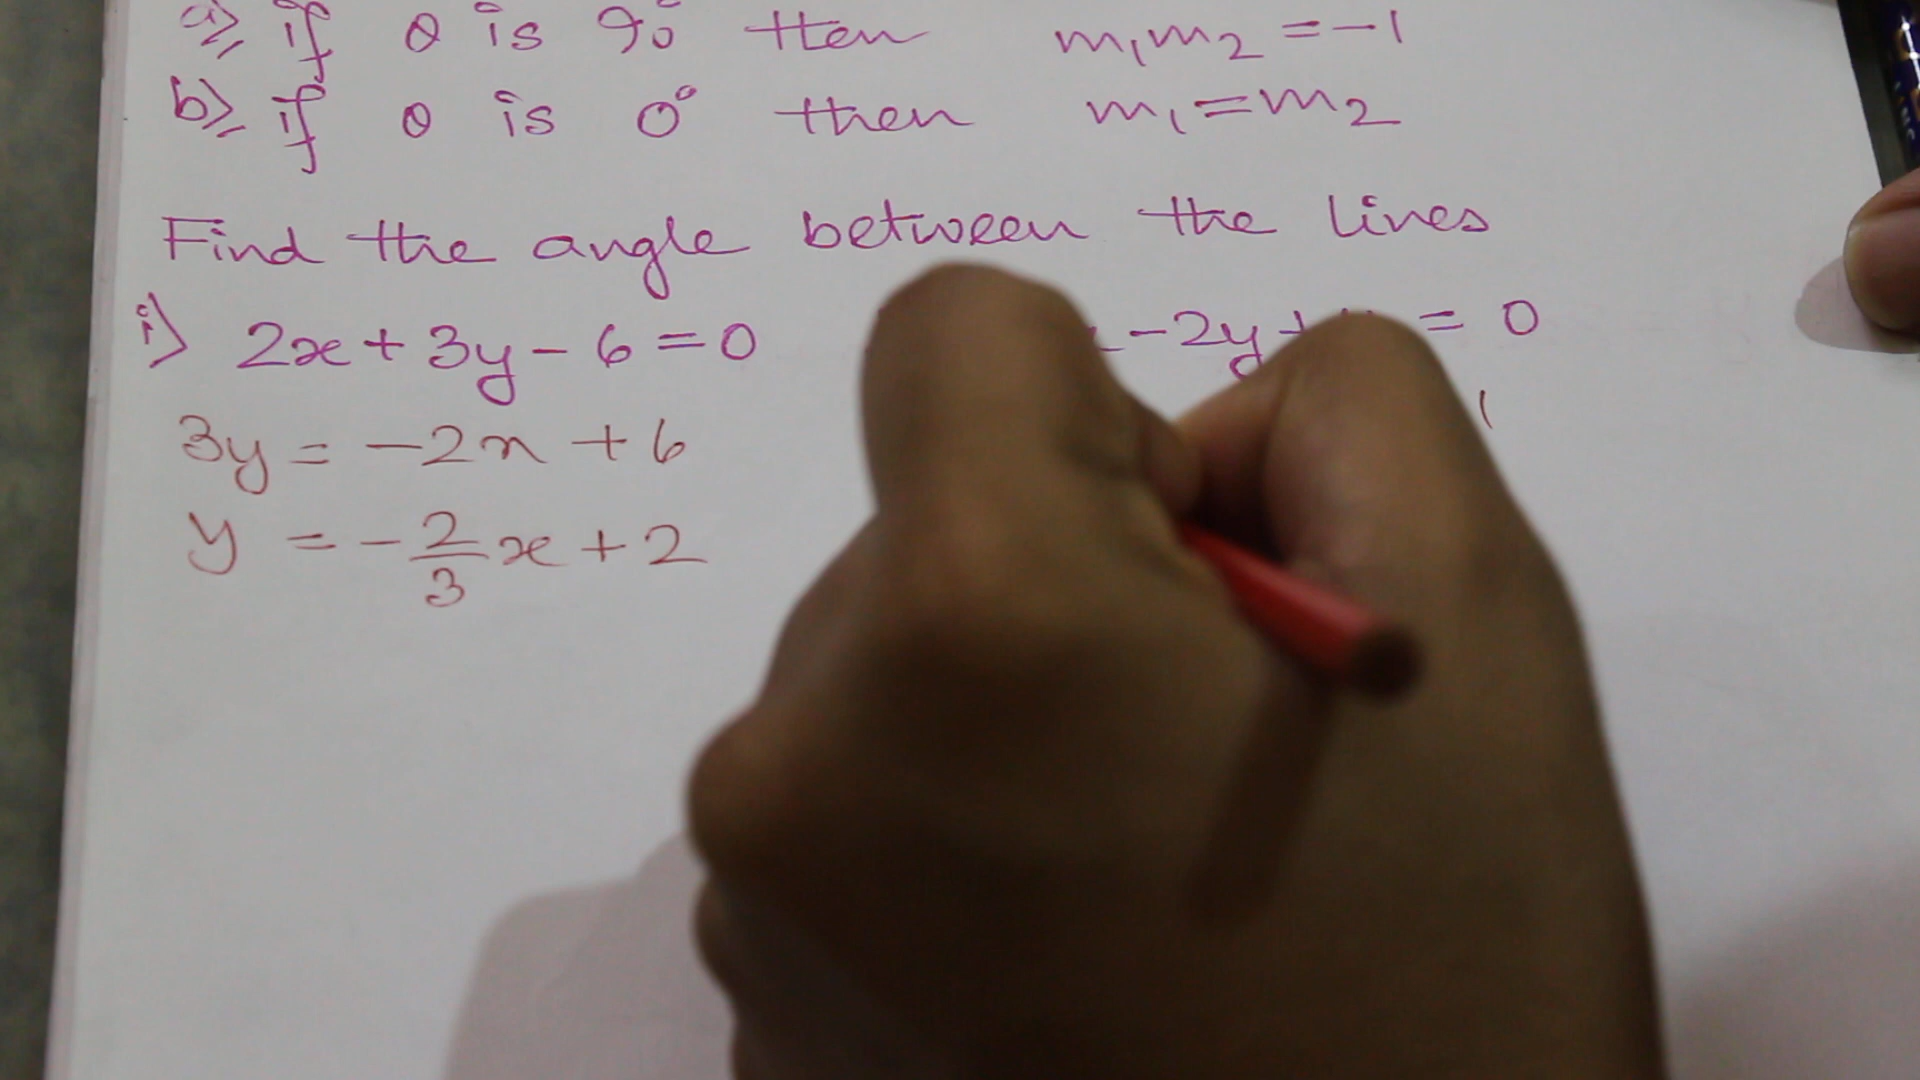 a) if θ is 90° then m₁m₂ = -1
b) if θ is 0° then m₁ = m₂
Find the angle between the lines
i) 2x + 3y - 6 = 0 - 2y + = 0
3y = -2x + 6
y = -2/3 x + 2